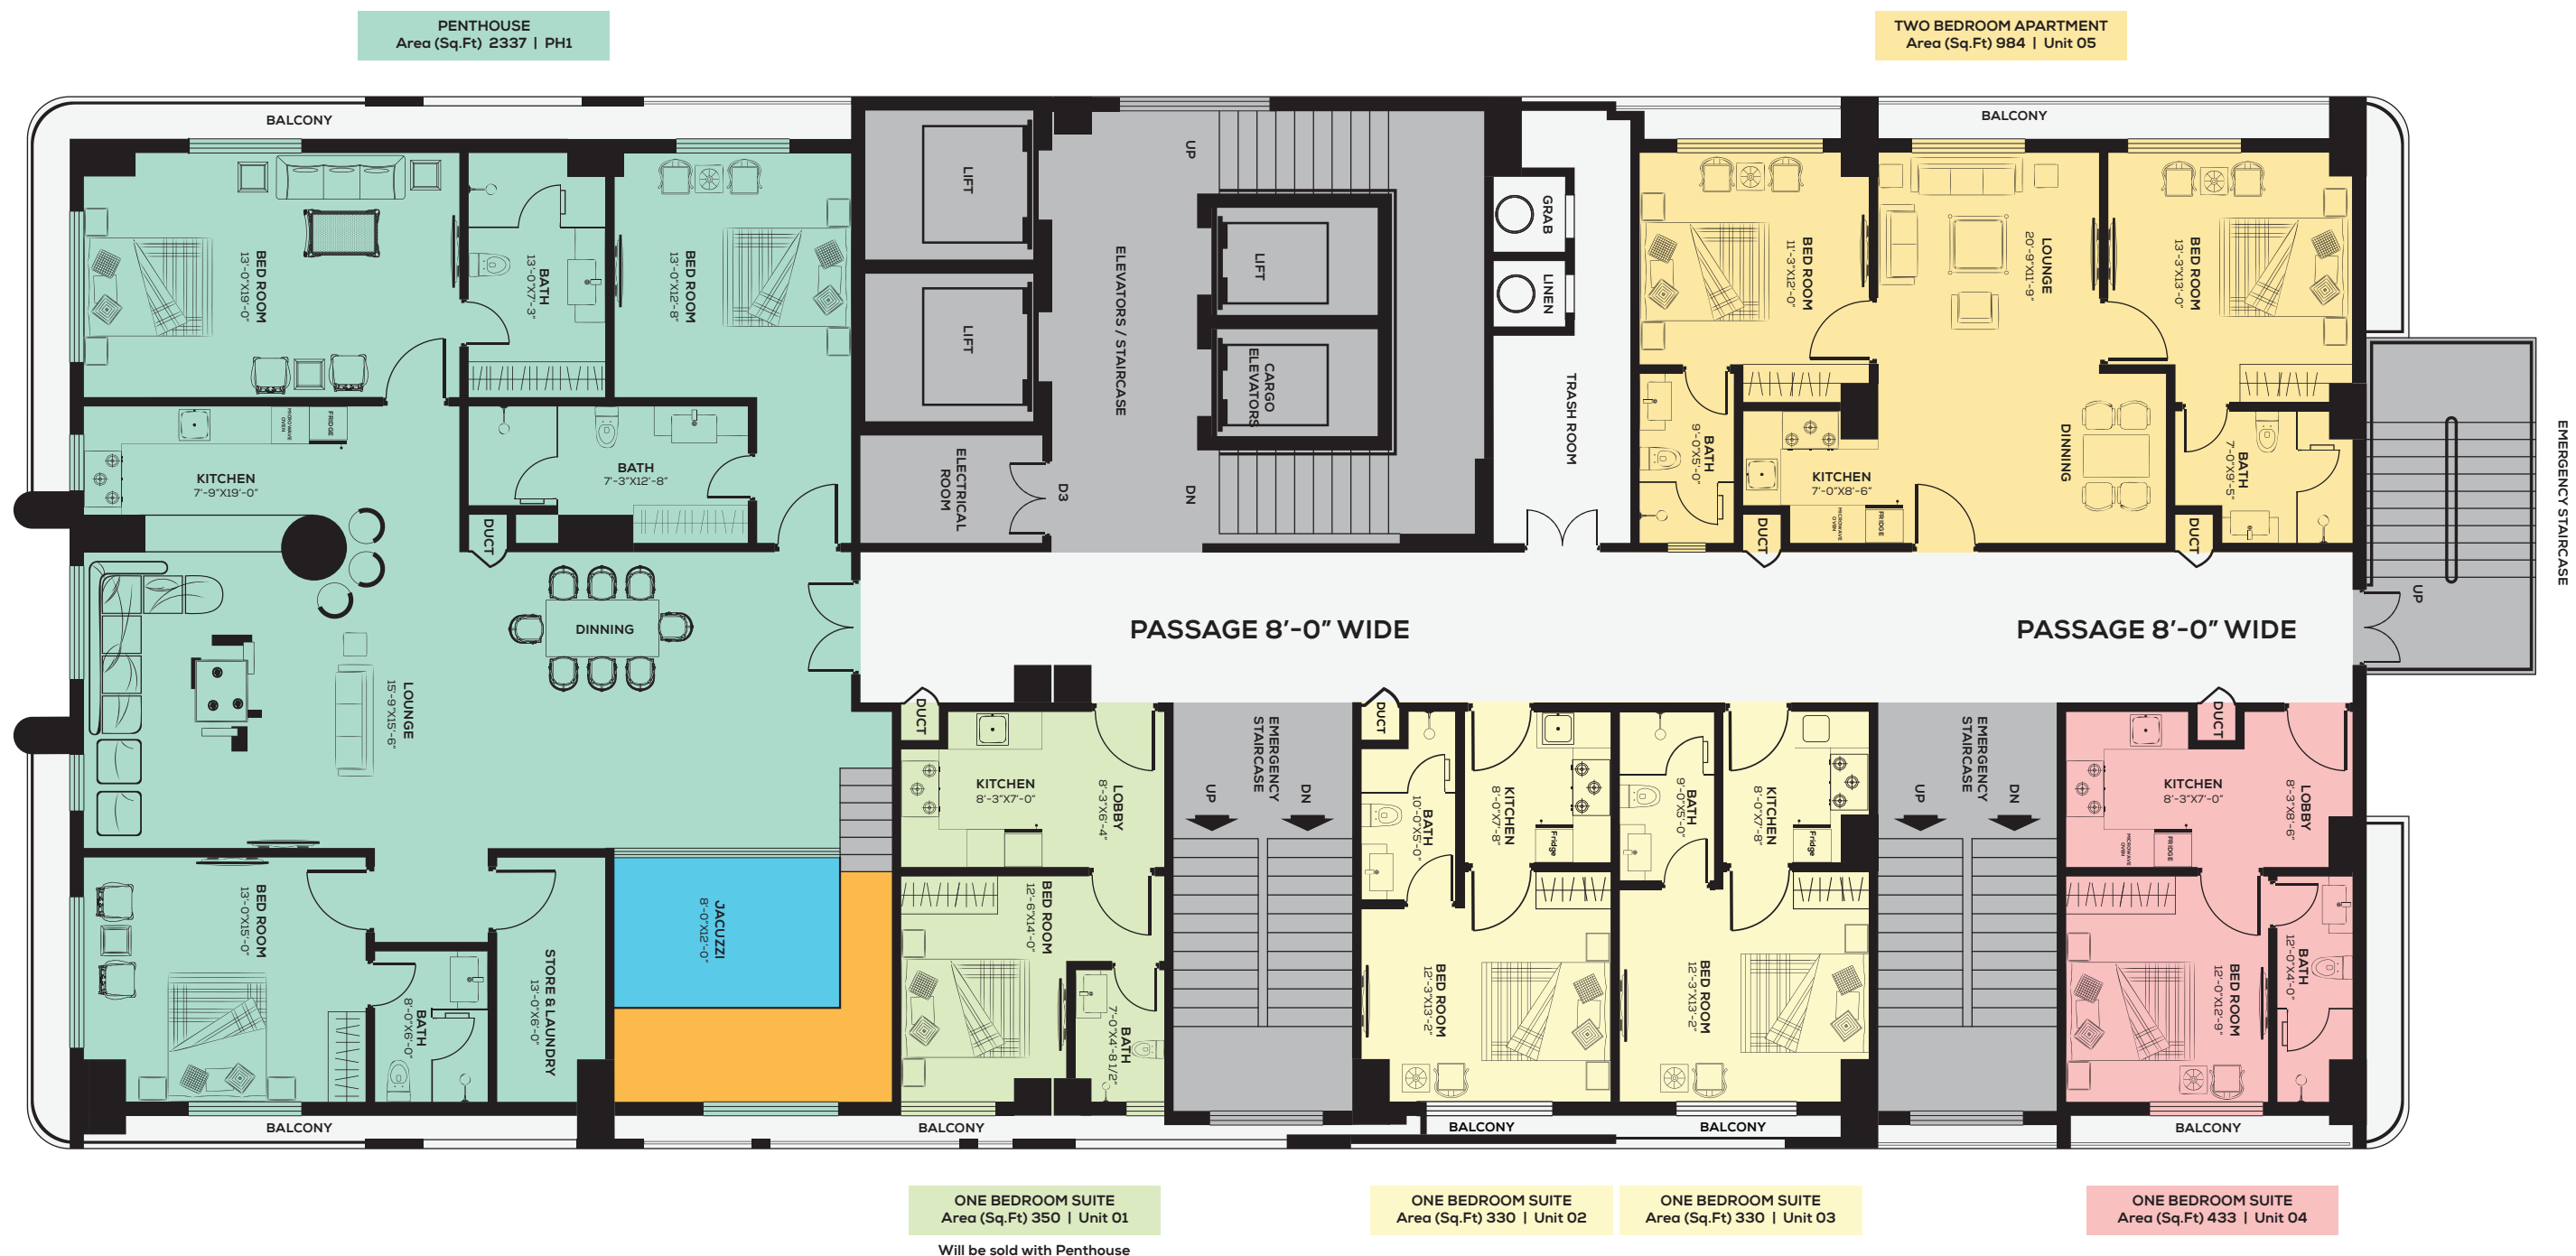 PENTHOUSE
Area (Sq.Ft) 2337 | PH1
TWO BEDROOM APARTMENT
Area (Sq.Ft) 984 | Unit 05
BALCONY
BALCONY
BED ROOM
13'-0"X19'-0"
BATH
13'-0"X7'-3"
BED ROOM
13'-0"X12'-8"
LIFT
LIFT
UP
ELEVATORS / STAIRCASE
LIFT
CARGO
ELEVATORS
DN
GRAB
LINEN
TRASH ROOM
BED ROOM
11'-3"X12'-0"
LOUNGE
20'-9"X11'-9"
BED ROOM
13'-3"X13'-0"
KITCHEN
7'-9"X19'-0"
MICROWAVE
OVEN
FRIDGE
BATH
7'-3"X12'-8"
DUCT
ELECTRICAL
ROOM
D3
BATH
9'-0"X5'-0"
KITCHEN
7'-0"X8'-6"
MICROWAVE
OVEN
FRIDGE
DUCT
DINNING
BATH
7'-0"X9'-5"
DUCT
EMERGENCY STAIRCASE
UP
DINNING
PASSAGE 8'-0" WIDE
PASSAGE 8'-0" WIDE
LOUNGE
15'-9"X15'-6"
DUCT
KITCHEN
8'-3"X7'-0"
LOBBY
8'-3"X6'-4"
EMERGENCY
STAIRCASE
UP
DN
DUCT
BATH
10'-0"X5'-0"
KITCHEN
8'-0"X7'-8"
Fridge
BATH
9'-0"X5'-0"
KITCHEN
8'-0"X7'-8"
Fridge
EMERGENCY
STAIRCASE
UP
DN
DUCT
KITCHEN
8'-3"X7'-0"
MICROWAVE
OVEN
FRIDGE
LOBBY
8'-3"X8'-6"
BED ROOM
13'-0"X15'-0"
BATH
8'-0"X6'-0"
STORE & LAUNDRY
13'-0"X6'-0"
JACUZZI
8'-0"X12'-0"
BED ROOM
12'-6"X14'-0"
BATH
7'-0"X4'-8 1/2"
BED ROOM
12'-3"X13'-2"
BED ROOM
12'-3"X13'-2"
BED ROOM
12'-0"X12'-9"
BATH
12'-0"X4'-0"
BALCONY
BALCONY
BALCONY
BALCONY
BALCONY
ONE BEDROOM SUITE
Area (Sq.Ft) 350 | Unit 01
Will be sold with Penthouse
ONE BEDROOM SUITE
Area (Sq.Ft) 330 | Unit 02
ONE BEDROOM SUITE
Area (Sq.Ft) 330 | Unit 03
ONE BEDROOM SUITE
Area (Sq.Ft) 433 | Unit 04